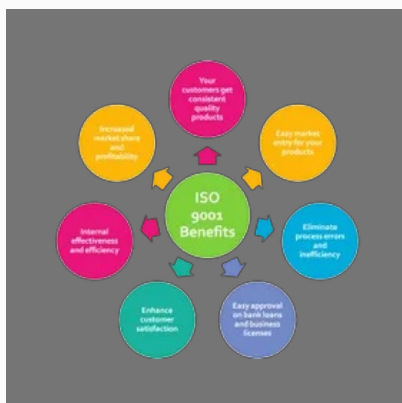 Your
customers get
consistent
quality
products
Increased
market share
and
profitability
Easy market
entry for your
products
ISO
9001
Benefits
Internal
effectiveness
and efficiency
Eliminate
process errors
and
inefficiency
Enhance
customer
satisfaction
Easy approval
on bank loans
and business
licenses